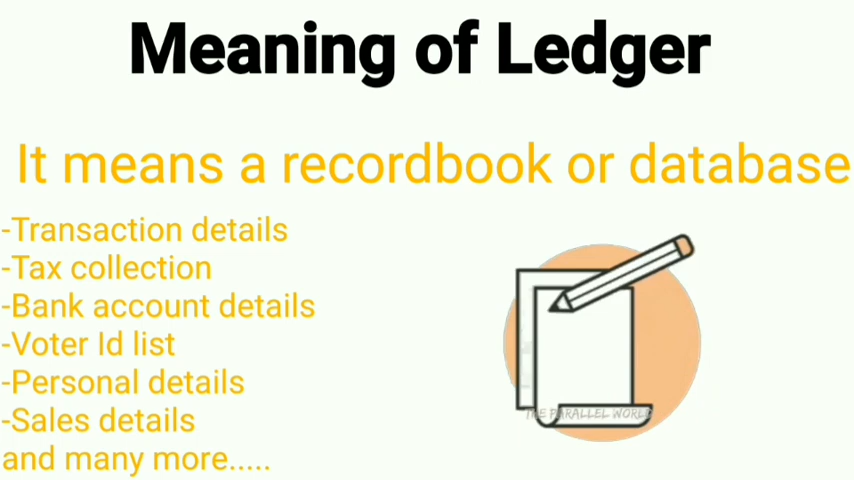 Meaning of Ledger
It means a recordbook or database
-Transaction details
-Tax collection
-Bank account details
-Voter Id list
-Personal details
-Sales details
and many more.....
THE PARALLEL WORLD